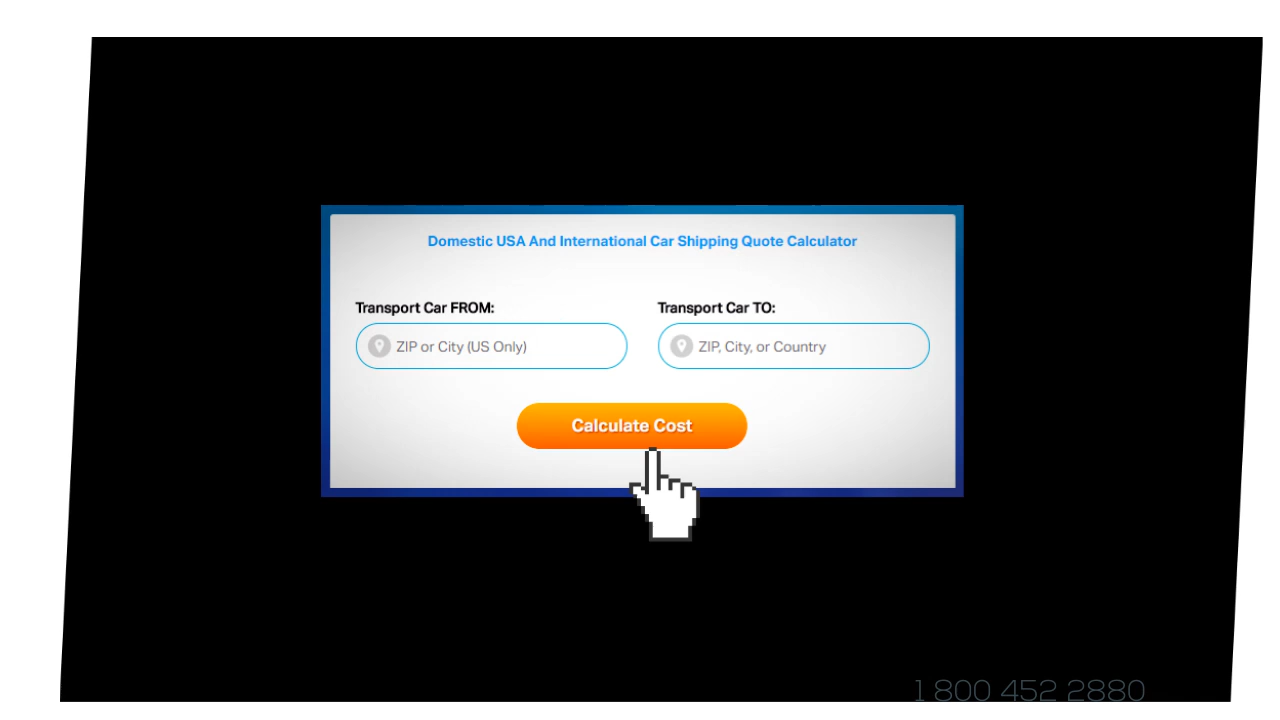 Domestic USA And International Car Shipping Quote Calculator
Transport Car FROM:
Transport Car TO:
ZIP or City (US Only)
ZIP, City, or Country
Calculate Cost
1 800 452 2880